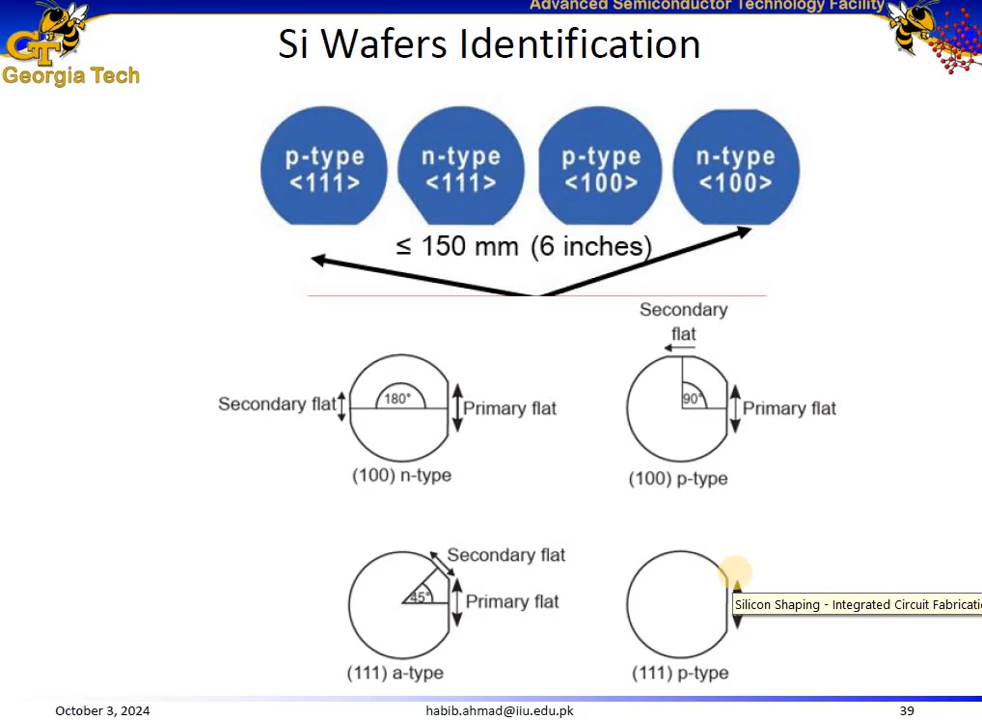 Advanced Semiconductor Technology Facility
GT
Georgia Tech
Si Wafers Identification
p-type
<111>
n-type
<111>
p-type
<100>
n-type
<100>
≤ 150 mm (6 inches)
Secondary flat
180°
Primary flat
(100) n-type
Secondary
flat
90°
Primary flat
(100) p-type
Secondary flat
45°
Primary flat
(111) a-type
Silicon Shaping - Integrated Circuit
(111) p-type
October 3, 2024
habib.ahmad@iiu.edu.pk
39